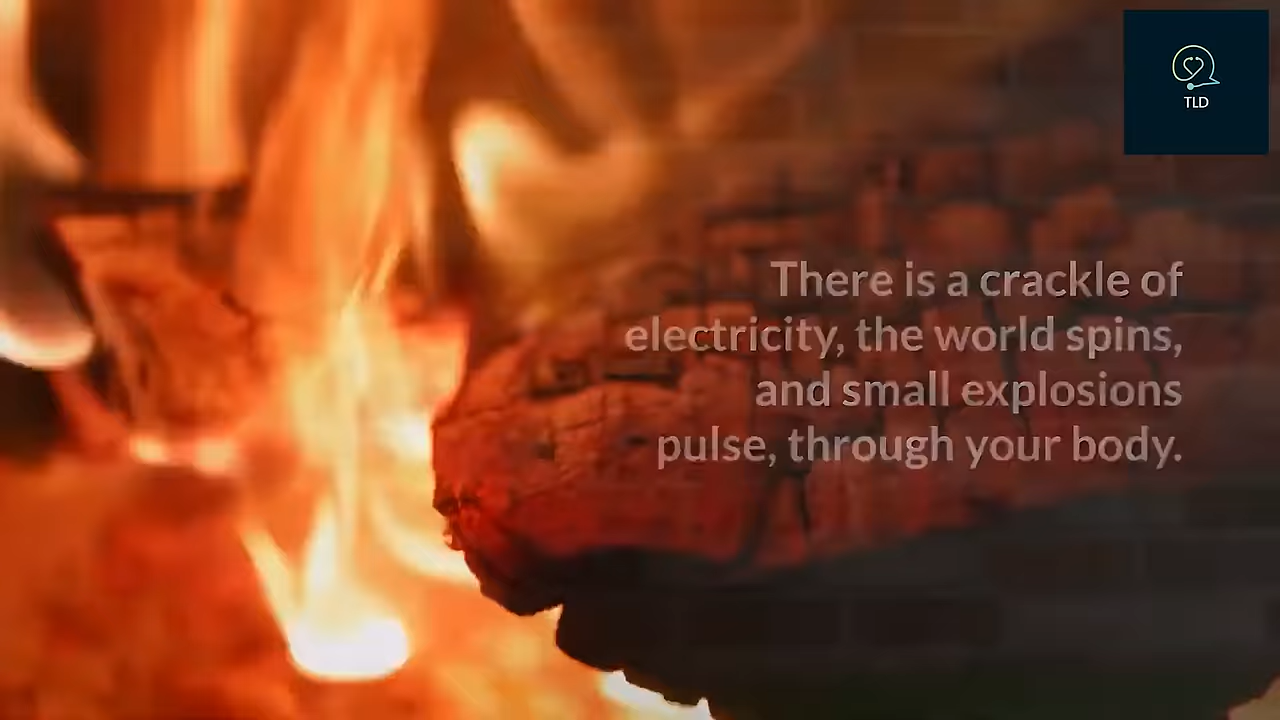 TLD
There is a crackle of
electricity, the world spins,
and small explosions
pulse, through your body.